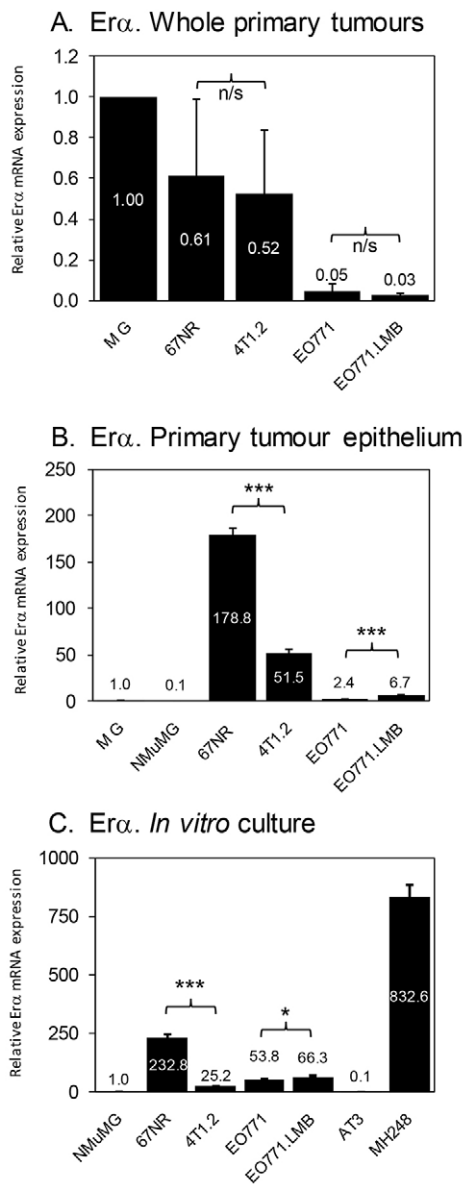 A. Erα. Whole primary tumours
Relative Erα mRNA expression
1.2
1.0
0.8
0.6
0.4
0.2
0.0
n/s
n/s
1.00
0.61
0.52
0.05
0.03
M G
67NR
4T1.2
EO771
EO771.LMB
B. Erα. Primary tumour epithelium
Relative Erα mRNA expression
250
200
150
100
50
0
***
***
1.0
0.1
178.8
51.5
2.4
6.7
M G
NMuMG
67NR
4T1.2
EO771
EO771.LMB
C. Erα. In vitro culture
Relative Erα mRNA expression
1000
750
500
250
0
***
*
1.0
232.8
25.2
53.8
66.3
0.1
832.6
NMuMG
67NR
4T1.2
EO771
EO771.LMB
AT3
MH248